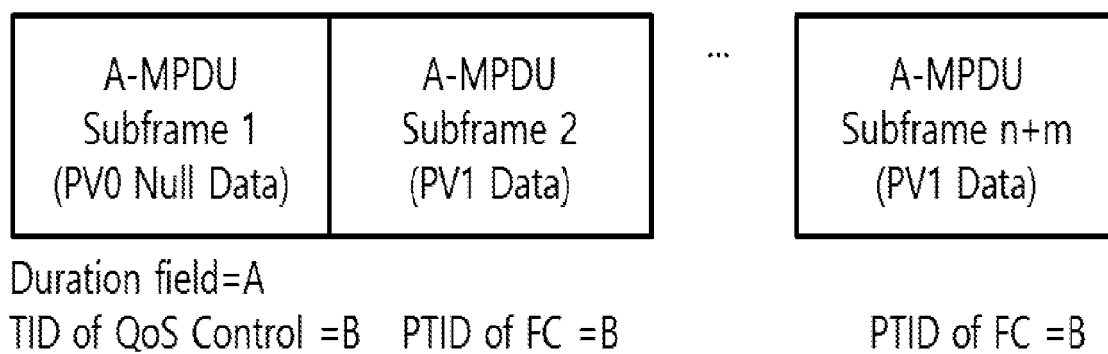 A-MPDU
Subframe 1
(PV0 Null Data)
A-MPDU
Subframe 2
(PV1 Data)
...
A-MPDU
Subframe n+m
(PV1 Data)
Duration field=A
TID of QoS Control =B PTID of FC =B PTID of FC =B